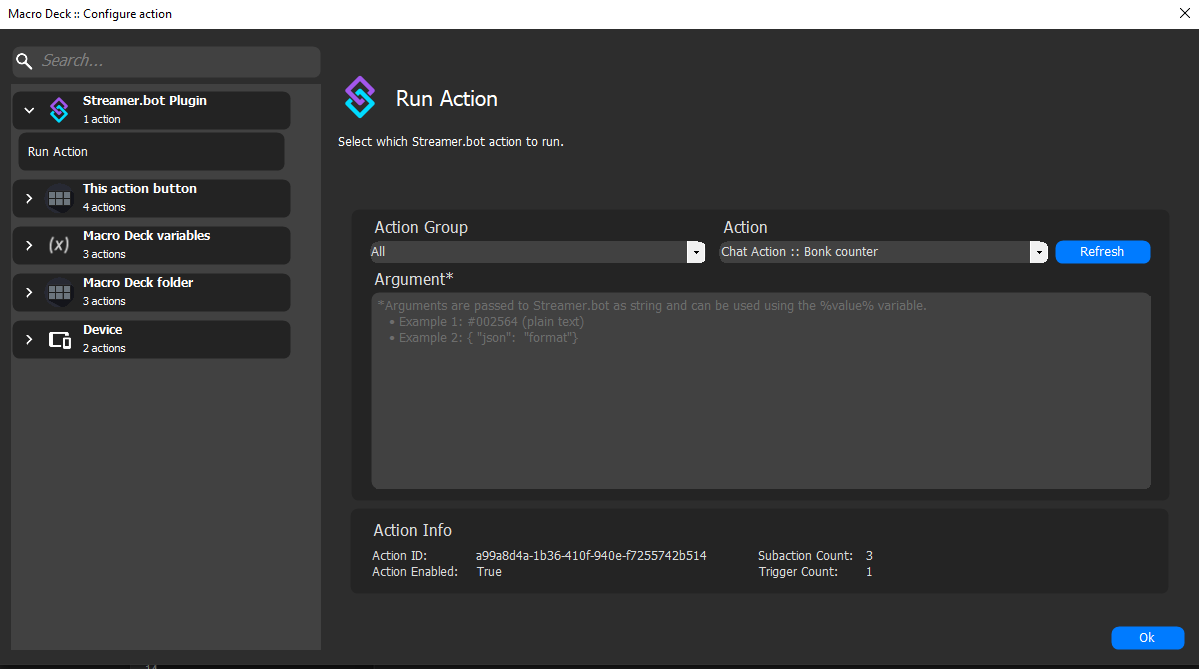 Macro Deck :: Configure action
Search...
Streamer.bot Plugin
1 action
Run Action
This action button
4 actions
(x)
Macro Deck variables
3 actions
Macro Deck folder
3 actions
Device
2 actions
Run Action
Select which Streamer.bot action to run.
Action Group
Action
All
Chat Action :: Bonk counter
Refresh
Argument*
*Arguments are passed to Streamer.bot as string and can be used using the %value% variable.
• Example 1: #002564 (plain text)
• Example 2: { "json":  "format"}
Action Info
Action ID: a99a8d4a-1b36-410f-940e-f7255742b514 Subaction Count: 3
Action Enabled: True Trigger Count: 1
Ok